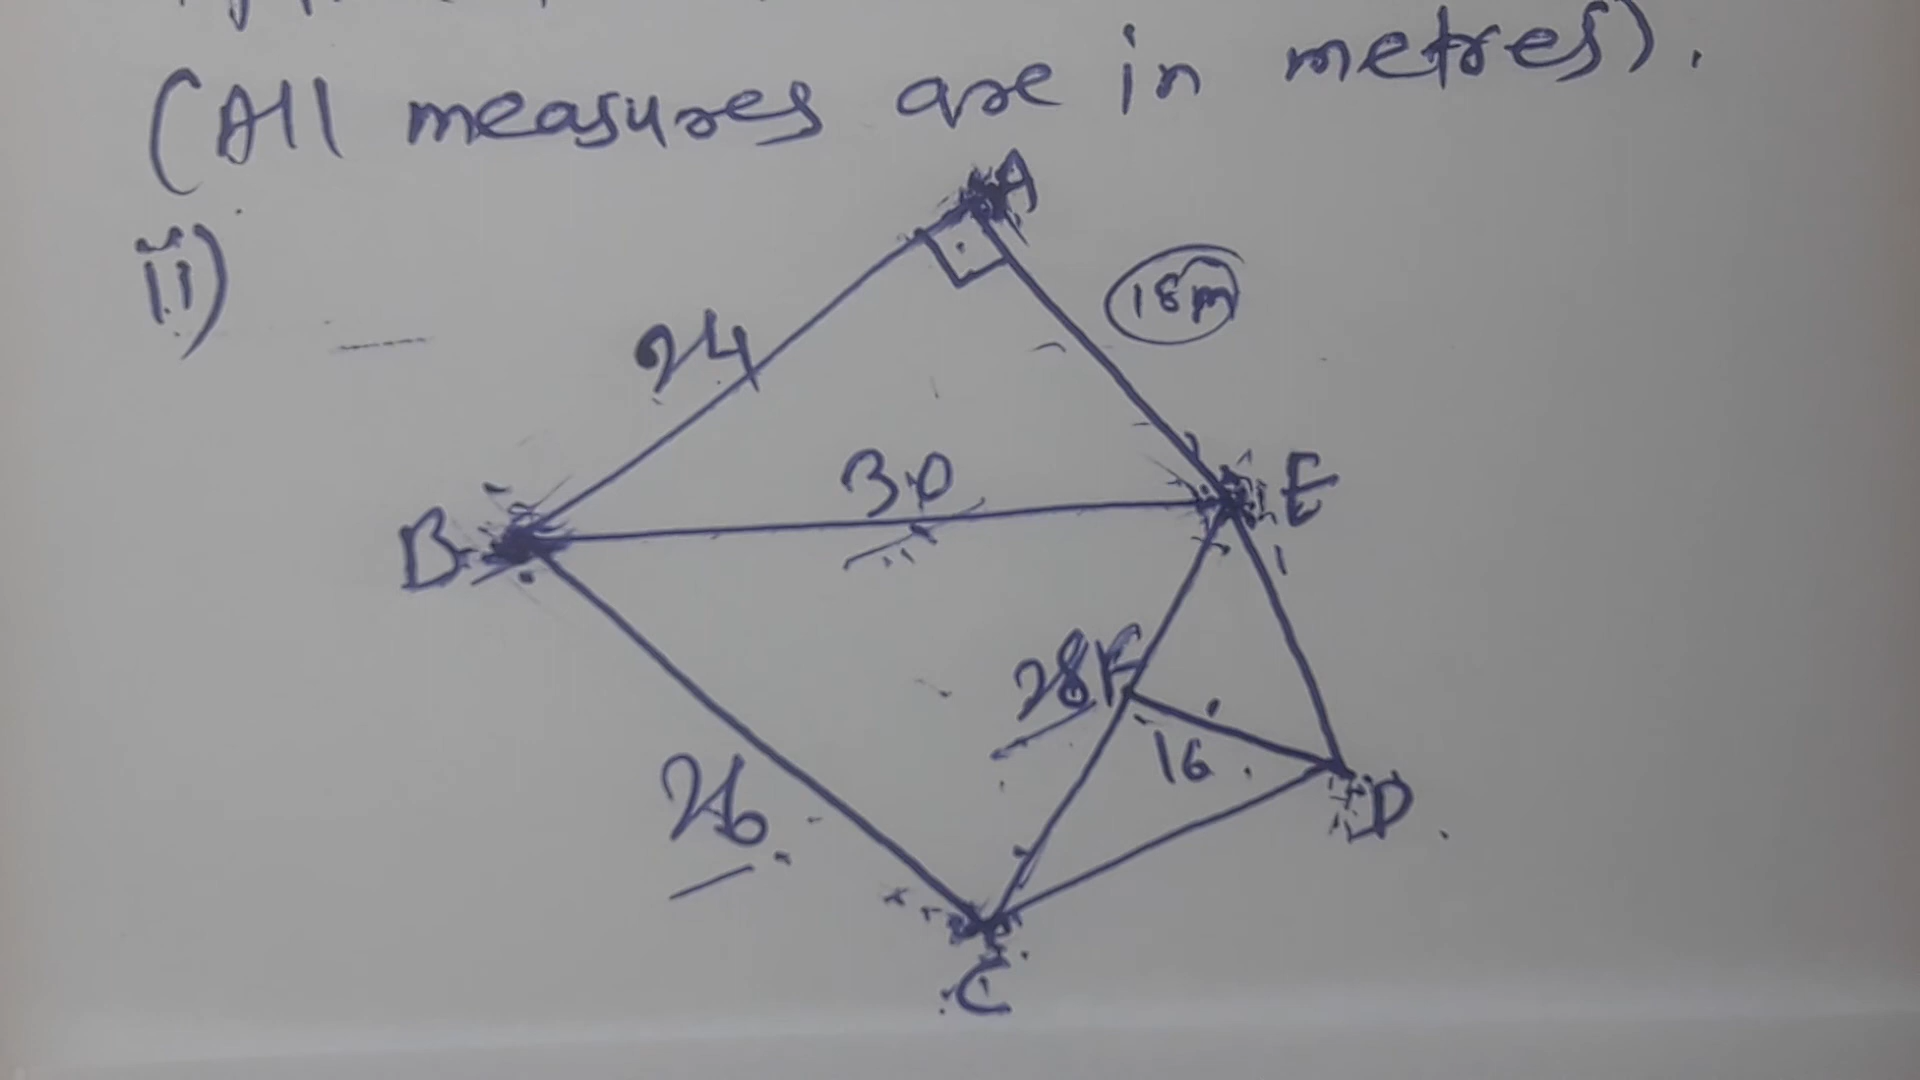 (All measures are in metres).
ii)
A
18m
24
30
E
B
28 F
16
26
D
C